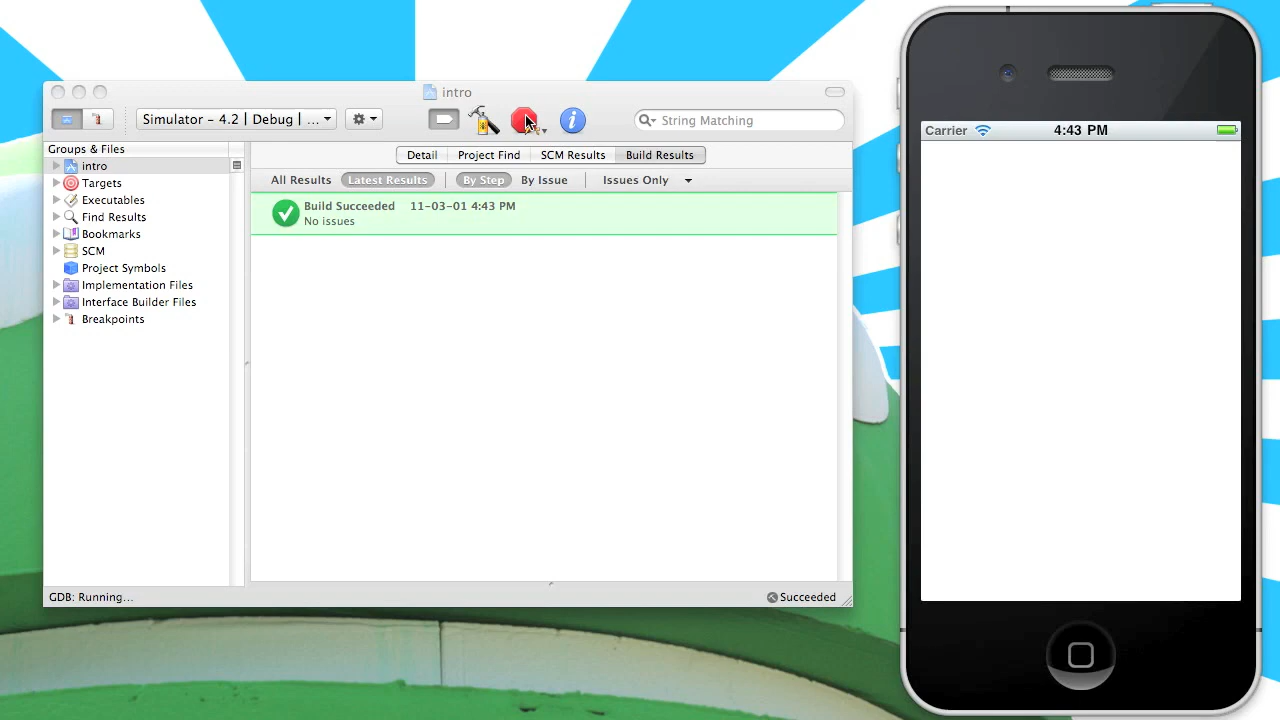 intro
Simulator – 4.2 | Debug | ...
String Matching
Groups & Files
Detail
Project Find
SCM Results
Build Results
All Results
Latest Results
By Step
By Issue
Issues Only
intro
Targets
Executables
Find Results
Bookmarks
SCM
Project Symbols
Implementation Files
Interface Builder Files
Breakpoints
Build Succeeded 11-03-01 4:43 PM
No issues
GDB: Running...
Succeeded
Carrier
4:43 PM